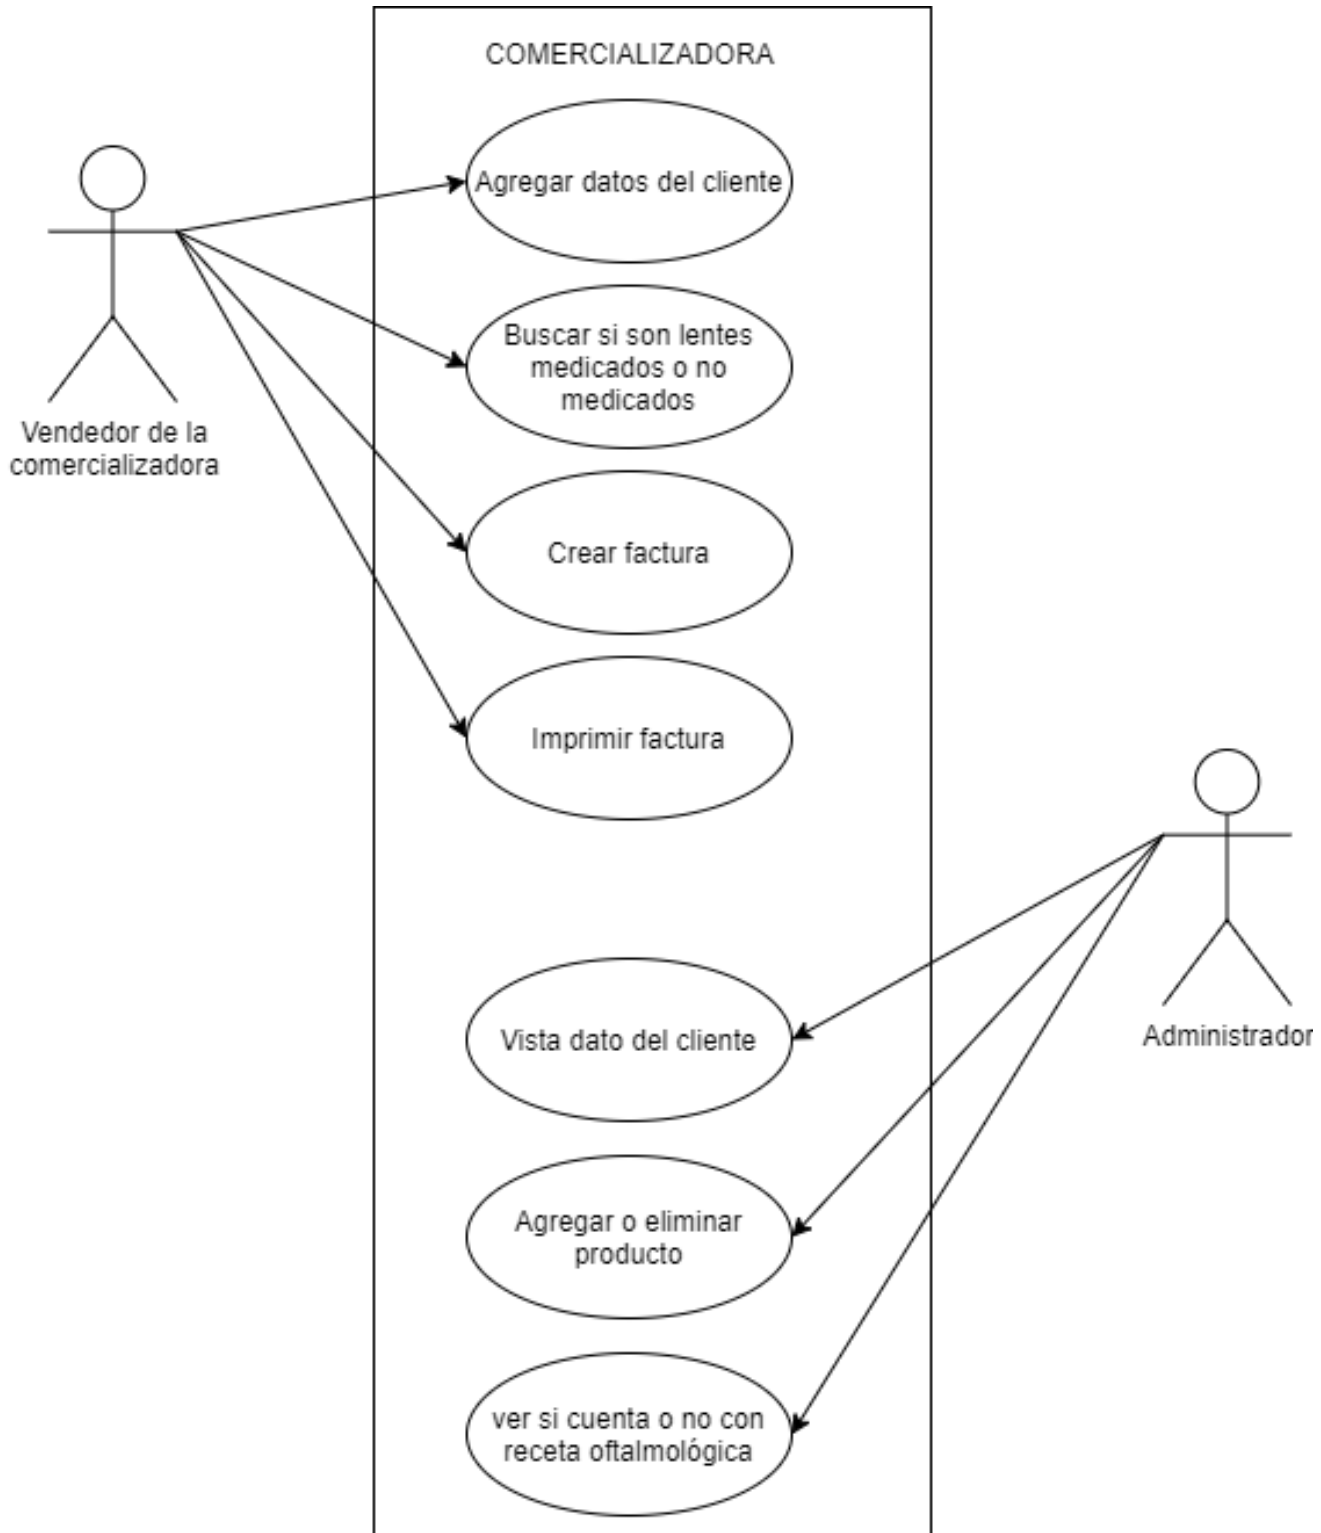 COMERCIALIZADORA
Agregar datos del cliente
Buscar si son lentes
medicados o no
medicados
Vendedor de la
comercializadora
Crear factura
Imprimir factura
Vista dato del cliente
Administrador
Agregar o eliminar
producto
ver si cuenta o no con
receta oftalmológica